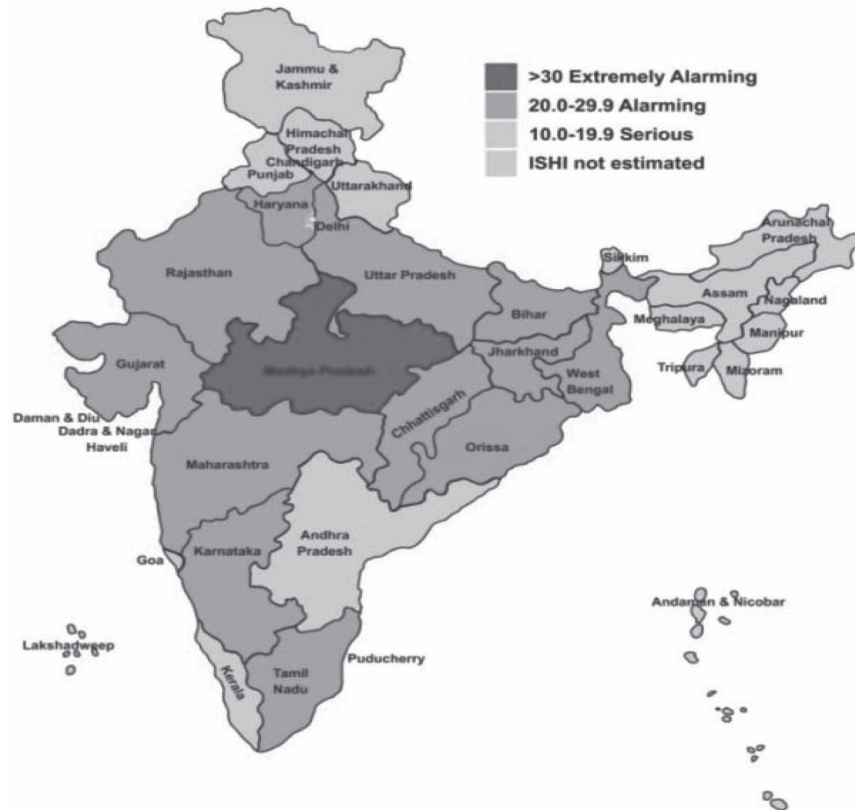 >30 Extremely Alarming
20.0-29.9 Alarming
10.0-19.9 Serious
ISHI not estimated
Jammu &
Kashmir
Himachal
Pradesh
Chandigarh
Punjab
Uttarakhand
Haryana
Delhi
Arunachal
Pradesh
Sikkim
Rajasthan
Uttar Pradesh
Assam
Nagaland
Bihar
Meghalaya
Manipur
Gujarat
Madhya Pradesh
Jharkhand
Tripura
Mizoram
West
Bengal
Chhattisgarh
Daman & Diu
Dadra & Nagar
Haveli
Orissa
Maharashtra
Andhra
Pradesh
Karnataka
Goa
Andaman & Nicobar
Lakshadweep
Puducherry
Kerala
Tamil
Nadu